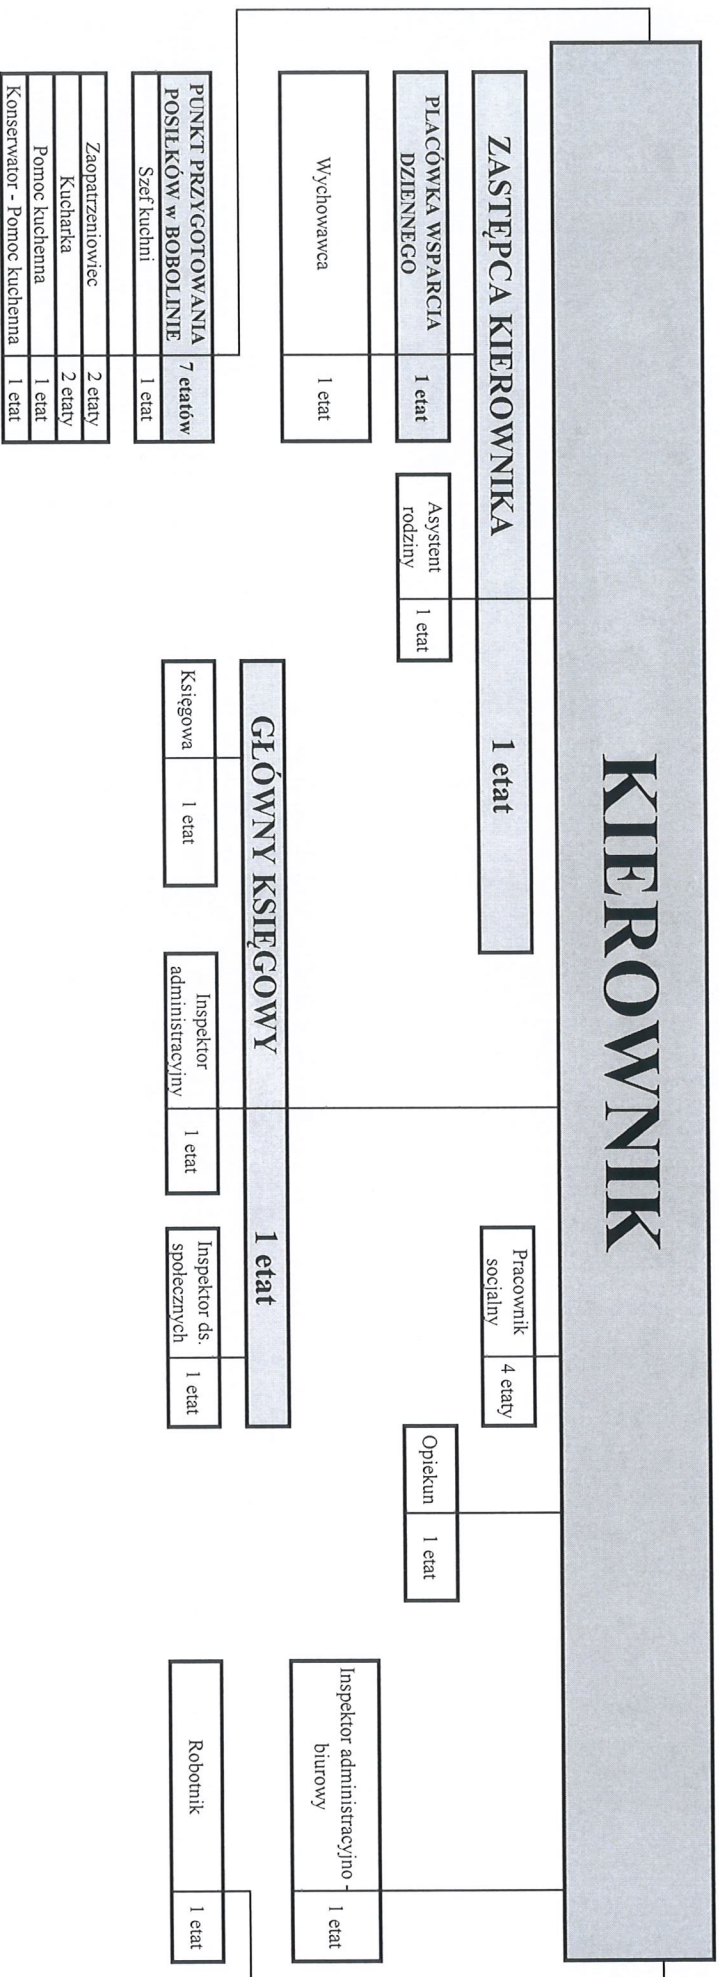 KIEROWNIK
ZASTĘPCA KIEROWNIKA 1 etat
PLACÓWKA WSPARCIA
DZIENNEGO
1 etat
Wychowawca 1 etat
Asystent
rodziny
1 etat
PUNKT PRZYGOTOWANIA
POSIŁKÓW w BOBOLINIE
7 etatów
Szef kuchni 1 etat
Zaopatrzeniowiec 2 etaty
Kucharka 2 etaty
Pomoc kuchenna 1 etat
Konserwator - Pomoc kuchenna 1 etat
GŁÓWNY KSIĘGOWY 1 etat
Księgowa 1 etat
Inspektor
administracyjny
1 etat
Inspektor ds.
społecznych
1 etat
Pracownik
socjalny
4 etaty
Opiekun 1 etat
Inspektor administracyjno -
biurowy
1 etat
Robotnik 1 etat